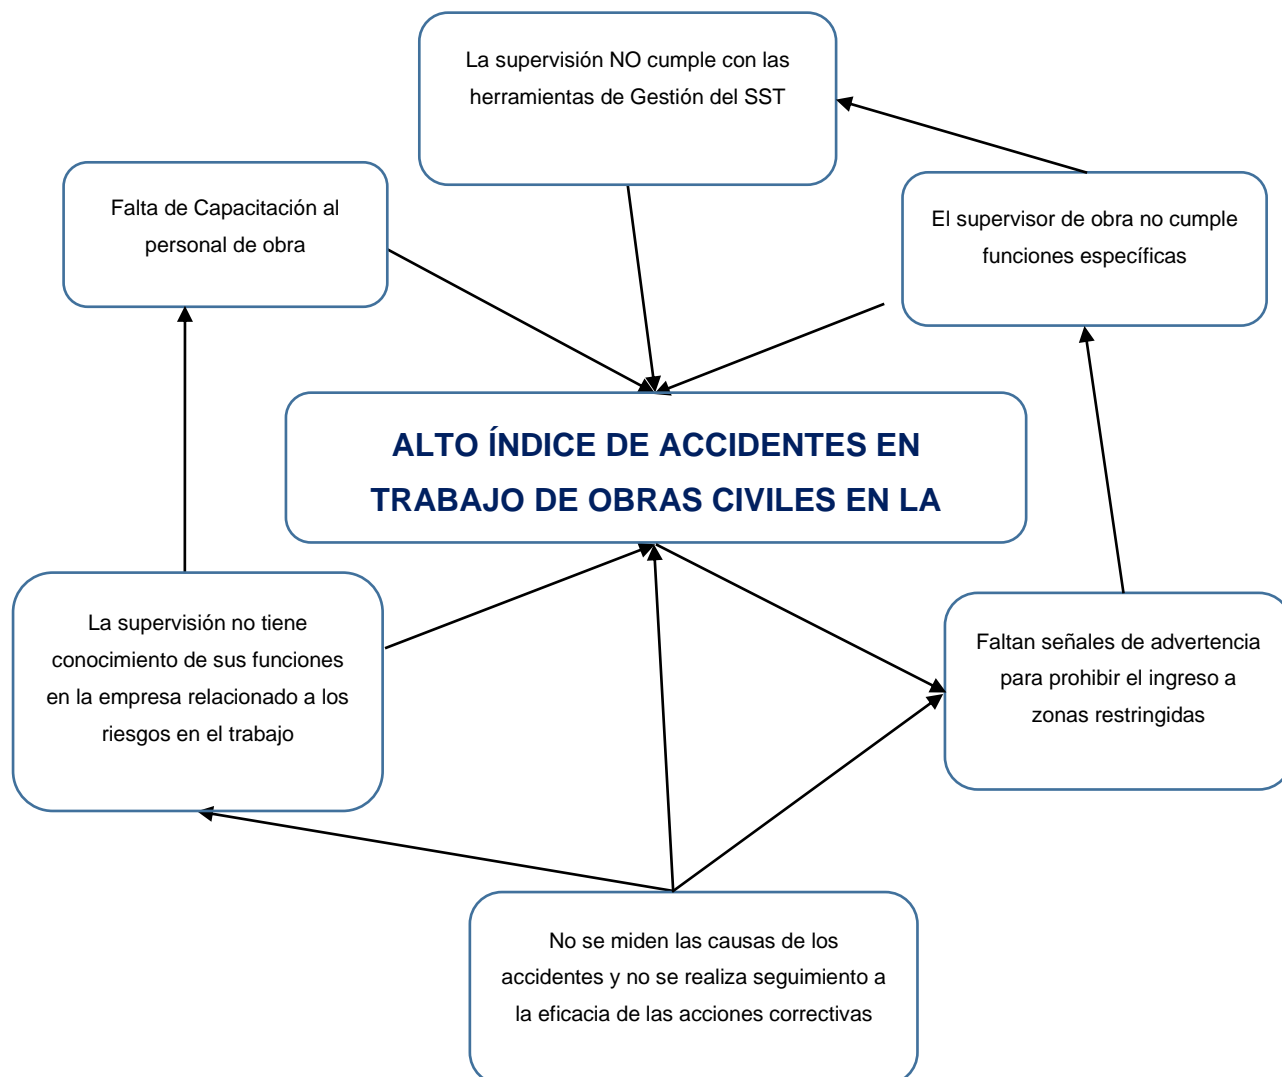 La supervisión NO cumple con las
herramientas de Gestión del SST
Falta de Capacitación al
personal de obra
El supervisor de obra no cumple
funciones específicas
ALTO ÍNDICE DE ACCIDENTES EN
TRABAJO DE OBRAS CIVILES EN LA
La supervisión no tiene
conocimiento de sus funciones
en la empresa relacionado a los
riesgos en el trabajo
Faltan señales de advertencia
para prohibir el ingreso a
zonas restringidas
No se miden las causas de los
accidentes y no se realiza seguimiento a
la eficacia de las acciones correctivas